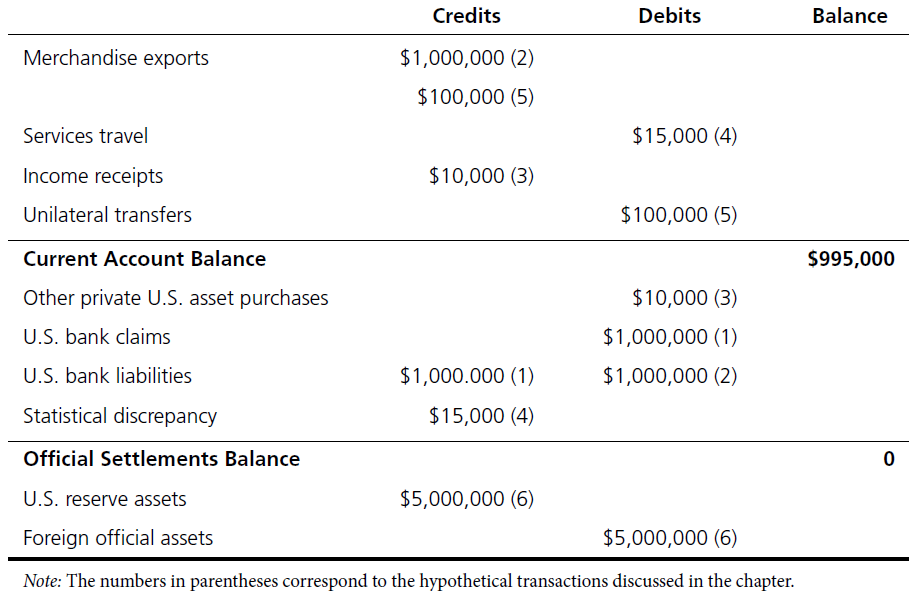 Credits Debits Balance
Merchandise exports $1,000,000 (2)
$100,000 (5)
Services travel $15,000 (4)
Income receipts $10,000 (3)
Unilateral transfers $100,000 (5)
Current Account Balance $995,000
Other private U.S. asset purchases $10,000 (3)
U.S. bank claims $1,000,000 (1)
U.S. bank liabilities $1,000.000 (1) $1,000,000 (2)
Statistical discrepancy $15,000 (4)
Official Settlements Balance 0
U.S. reserve assets $5,000,000 (6)
Foreign official assets $5,000,000 (6)
Note: The numbers in parentheses correspond to the hypothetical transactions discussed in the chapter.